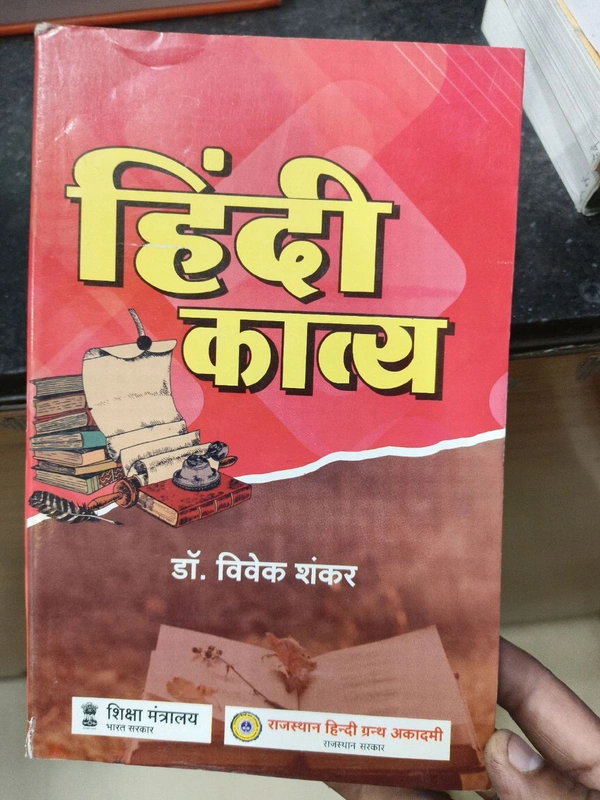 हिंदी
काव्य
डॉ. विवेक शंकर
शिक्षा मंत्रालय
भारत सरकार
राजस्थान हिन्दी ग्रन्थ अकादमी
राजस्थान सरकार